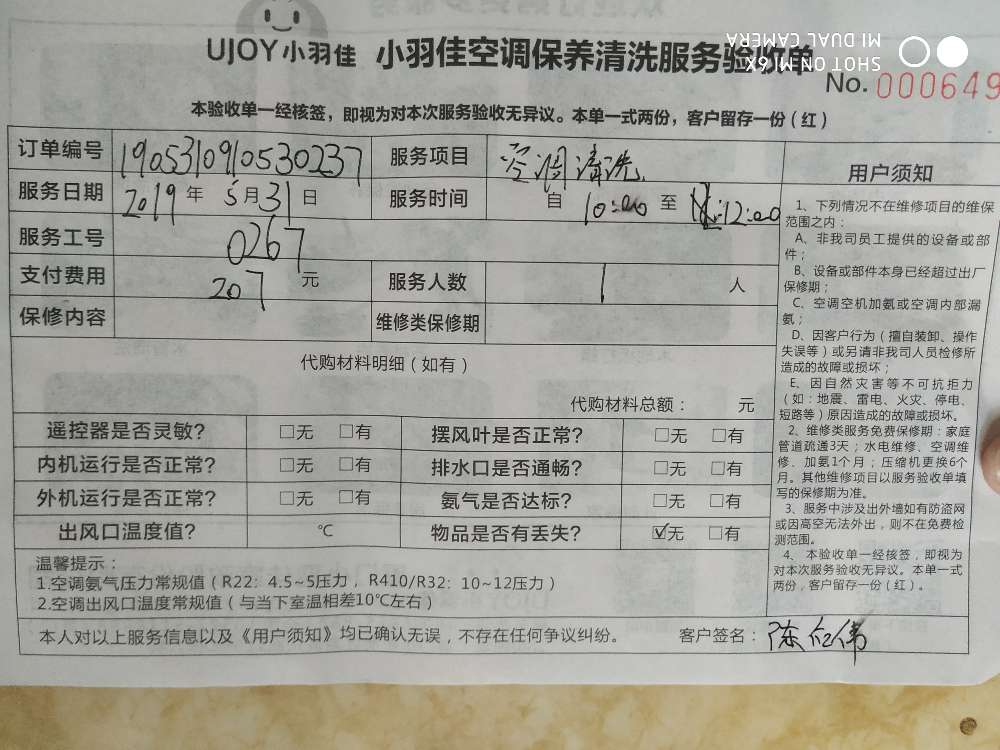 UJOY小羽佳 小羽佳空调保养清洗服务验收单
SHOT ON MI 6X
MI DUAL CAMERA
No. 000649
本验收单一经核签，即视为对本次服务验收无异议。本单一式两份，客户留存一份（红）
订单编号 1905310910530237 服务项目 空调清洗
服务日期 2019年 5月31日 服务时间 自 10:00 至 12:00
服务工号 0267
支付费用 207 元 服务人数 1 人
保修内容 维修类保修期
代购材料明细（如有）
代购材料总额： 元
遥控器是否灵敏? □无 □有 摆风叶是否正常? □无 □有
内机运行是否正常? □无 □有 排水口是否通畅? □无 □有
外机运行是否正常? □无 □有 氨气是否达标? □无 □有
出风口温度值? ℃ 物品是否有丢失? ☑无 □有
温馨提示：
1.空调氨气压力常规值（R22：4.5~5压力，R410/R32：10~12压力）
2.空调出风口温度常规值（与当下室温相差10℃左右）
本人对以上服务信息以及《用户须知》均已确认无误，不存在任何争议纠纷。 客户签名：陈
用户须知
1、下列情况不在维修项目的维保
范围之内：
A、非我司员工提供的设备或部
件；
B、设备或部件本身已经超过出厂
保修期；
C、空调空机加氨或空调内部漏
氨；
D、因客户行为（擅自装卸、操作
失误等）或另请非我司人员检修所
造成的故障或损坏；
E、因自然灾害等不可抗拒力
（如：地震、雷电、火灾、停电、
短路等）原因造成的故障或损坏。
2、维修类服务免费保修期：家庭
管道疏通3天；水电维修、空调维
修、加氨1个月；压缩机更换6个
月。其他维修项目以服务验收单填
写的保修期为准。
3、服务中涉及出外墙如有防盗网
或因高空无法外出，则不在免费检
测范围。
4、本验收单一经核签，即视为
对本次服务验收无异议。本单一式
两份，客户留存一份（红）。